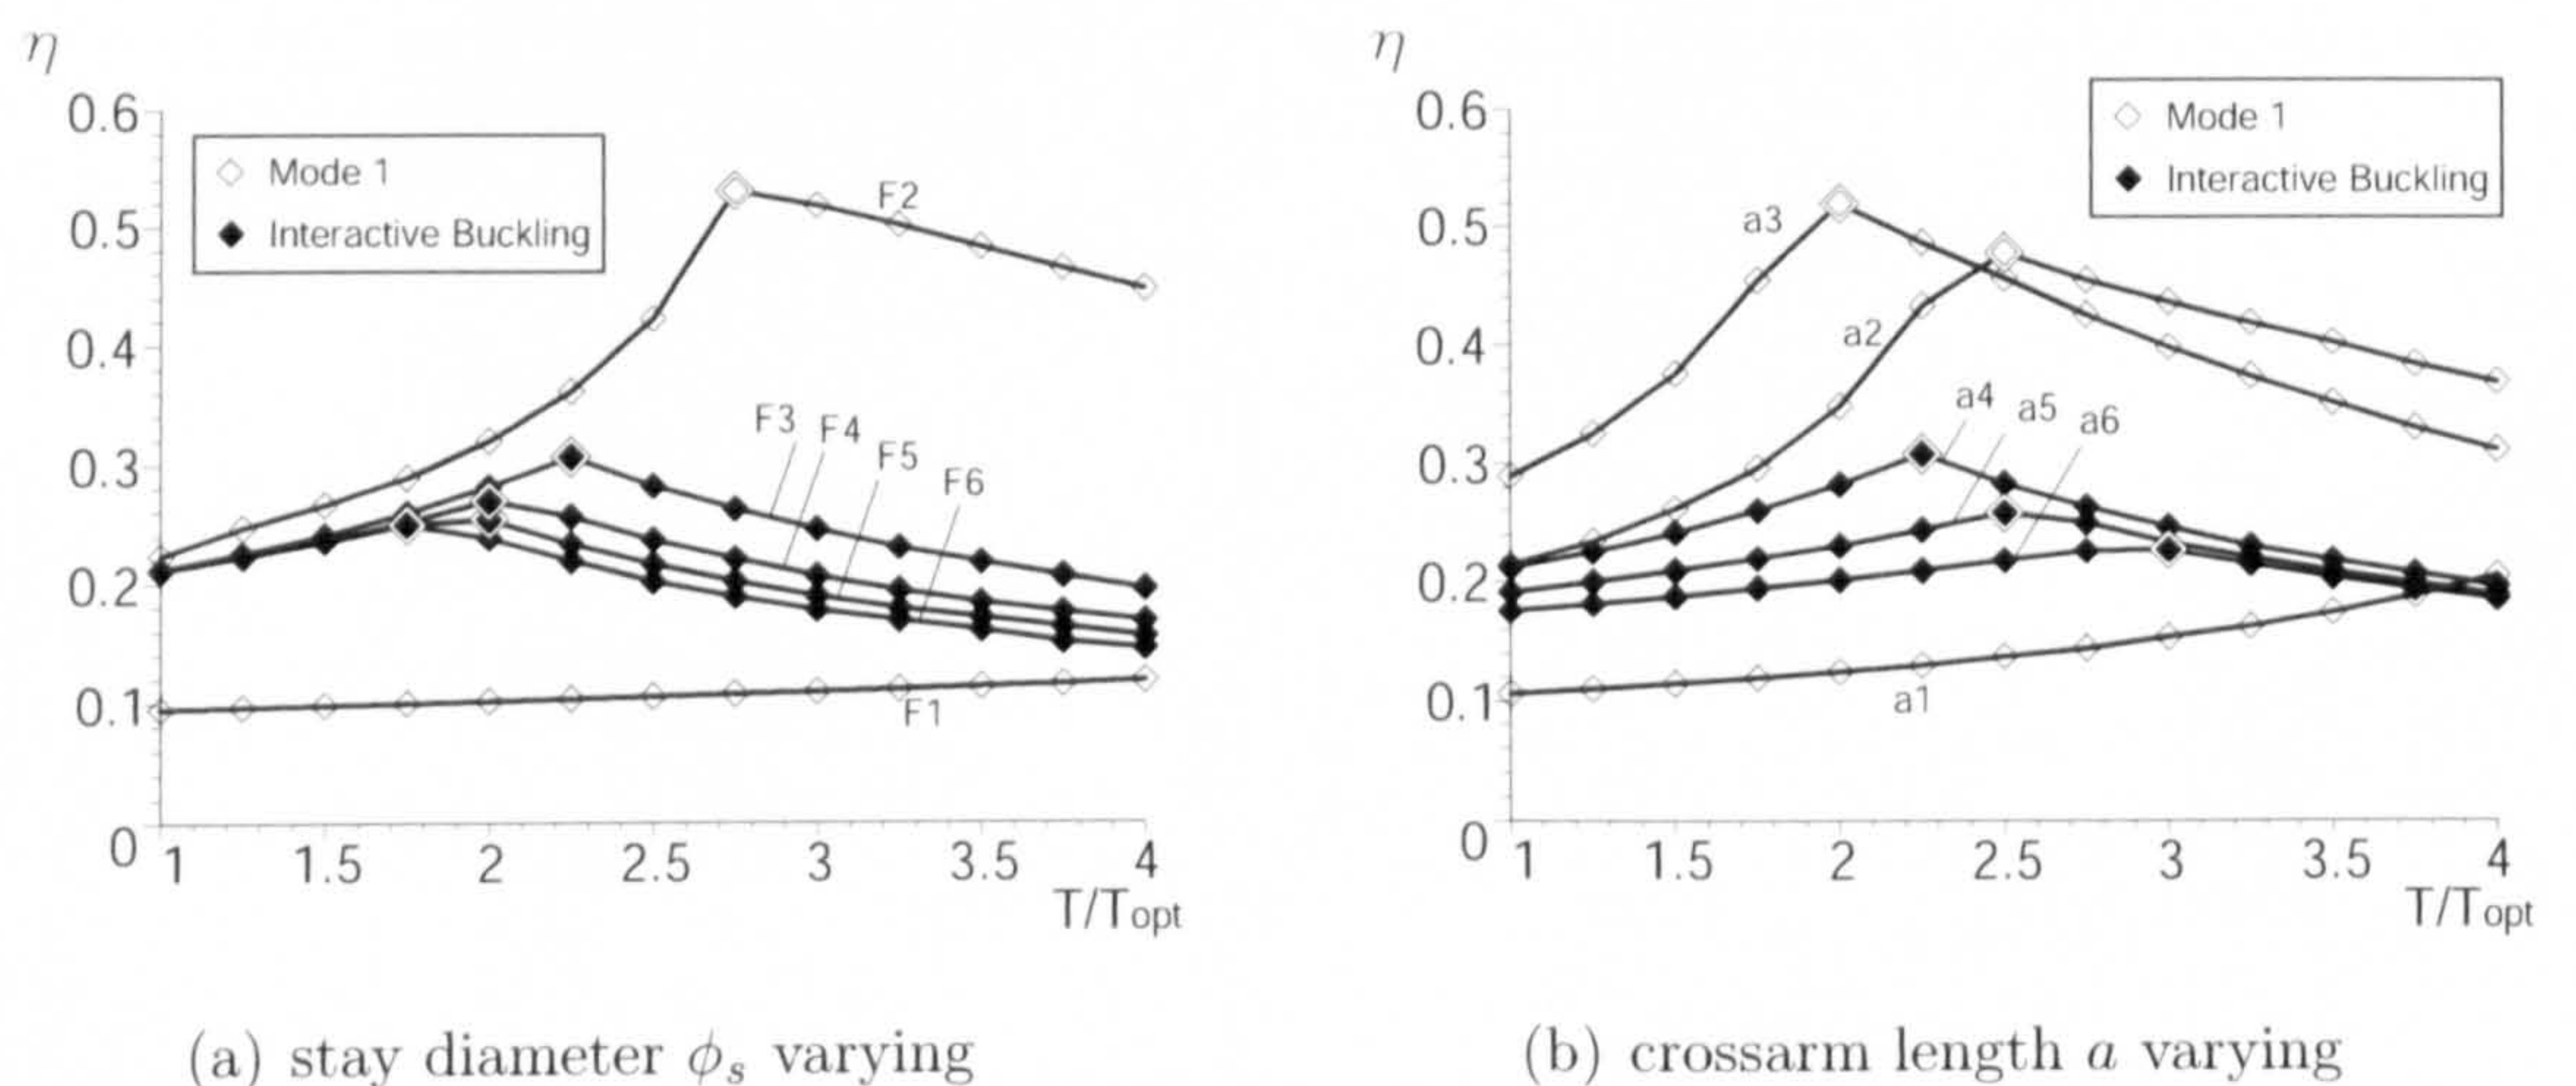 η
0.6
0.5
0.4
0.3
0.2
0.1
0
Mode 1
Interactive Buckling
F2
F3
F4
F5
F6
F1
1 1.5 2 2.5 3 3.5 4
T/Topt
(a) stay diameter ϕs varying
η
0.6
0.5
0.4
0.3
0.2
0.1
0
Mode 1
Interactive Buckling
a3
a2
a4
a5
a6
a1
1 1.5 2 2.5 3 3.5 4
T/Topt
(b) crossarm length a varying